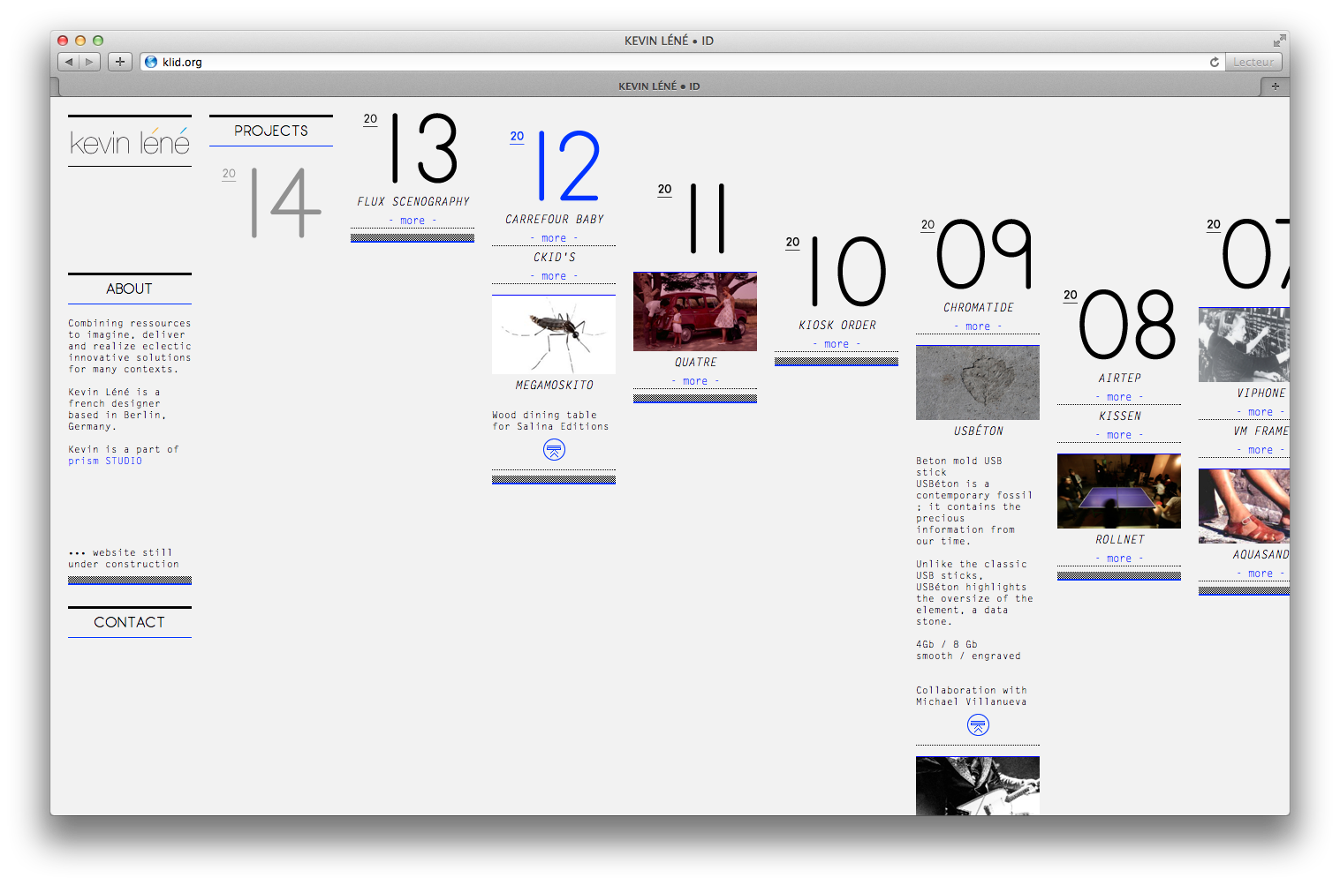 KEVIN LÉNÉ • ID
klid.org
Lecteur
KEVIN LÉNÉ • ID
kevin léné
ABOUT
Combining ressources
to imagine, deliver
and realize eclectic
innovative solutions
for many contexts.
Kevin Léné is a
french designer
based in Berlin,
Germany.
Kevin is a part of
prism STUDIO
••• website still
under construction
CONTACT
PROJECTS
20 14
20 13
FLUX SCENOGRAPHY
- more -
20 12
CARREFOUR BABY
- more -
CKID'S
- more -
MEGAMOSKITO
Wood dining table
for Salina Editions
20 11
QUATRE
- more -
20 10
KIOSK ORDER
- more -
20 09
CHROMATIDE
- more -
USBÉTON
Beton mold USB
stick
USBéton is a
contemporary fossil
; it contains the
precious
information from
our time.
Unlike the classic
USB sticks,
USBéton highlights
the oversize of the
element, a data
stone.
4Gb / 8 Gb
smooth / engraved
Collaboration with
Michael Villanueva
20 08
AIRTEP
- more -
KISSEN
- more -
ROLLNET
- more -
20 07
VIPHONE
- more -
VM FRAME
- more -
AQUASAND
- more -